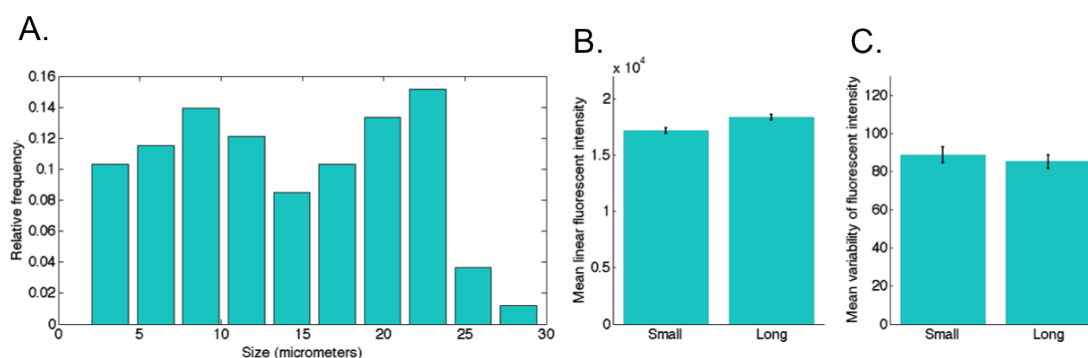 A.
Relative frequency
0.16
0.14
0.12
0.1
0.08
0.06
0.04
0.02
0
0 5 10 15 20 25 30
Size (micrometers)
B.
x 10⁴
Mean linear fluorescent intensity
2
1.5
1
0.5
0
Small Long
C.
Mean variability of fluorescent intensity
120
100
80
60
40
20
0
Small Long